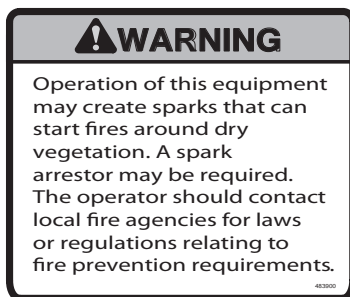 WARNING
Operation of this equipment
may create sparks that can
start fires around dry
vegetation. A spark
arrestor may be required.
The operator should contact
local fire agencies for laws
or regulations relating to
fire prevention requirements.
483900